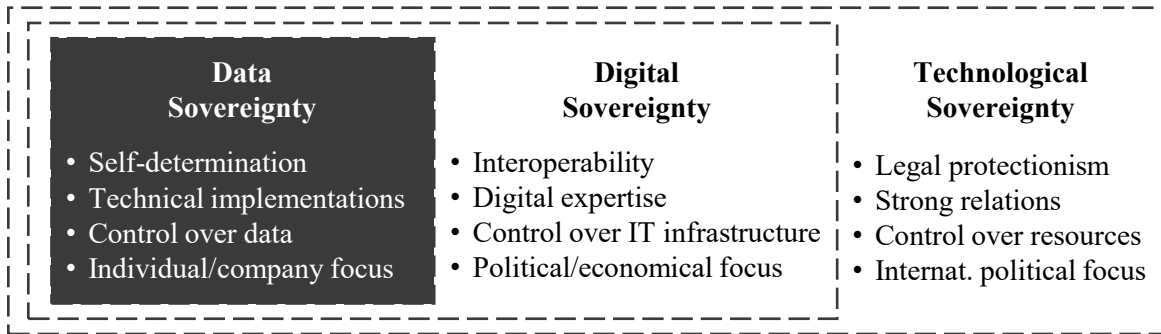 Data
Sovereignty
• Self-determination
• Technical implementations
• Control over data
• Individual/company focus
Digital
Sovereignty
• Interoperability
• Digital expertise
• Control over IT infrastructure
• Political/economical focus
Technological
Sovereignty
• Legal protectionism
• Strong relations
• Control over resources
• Internat. political focus